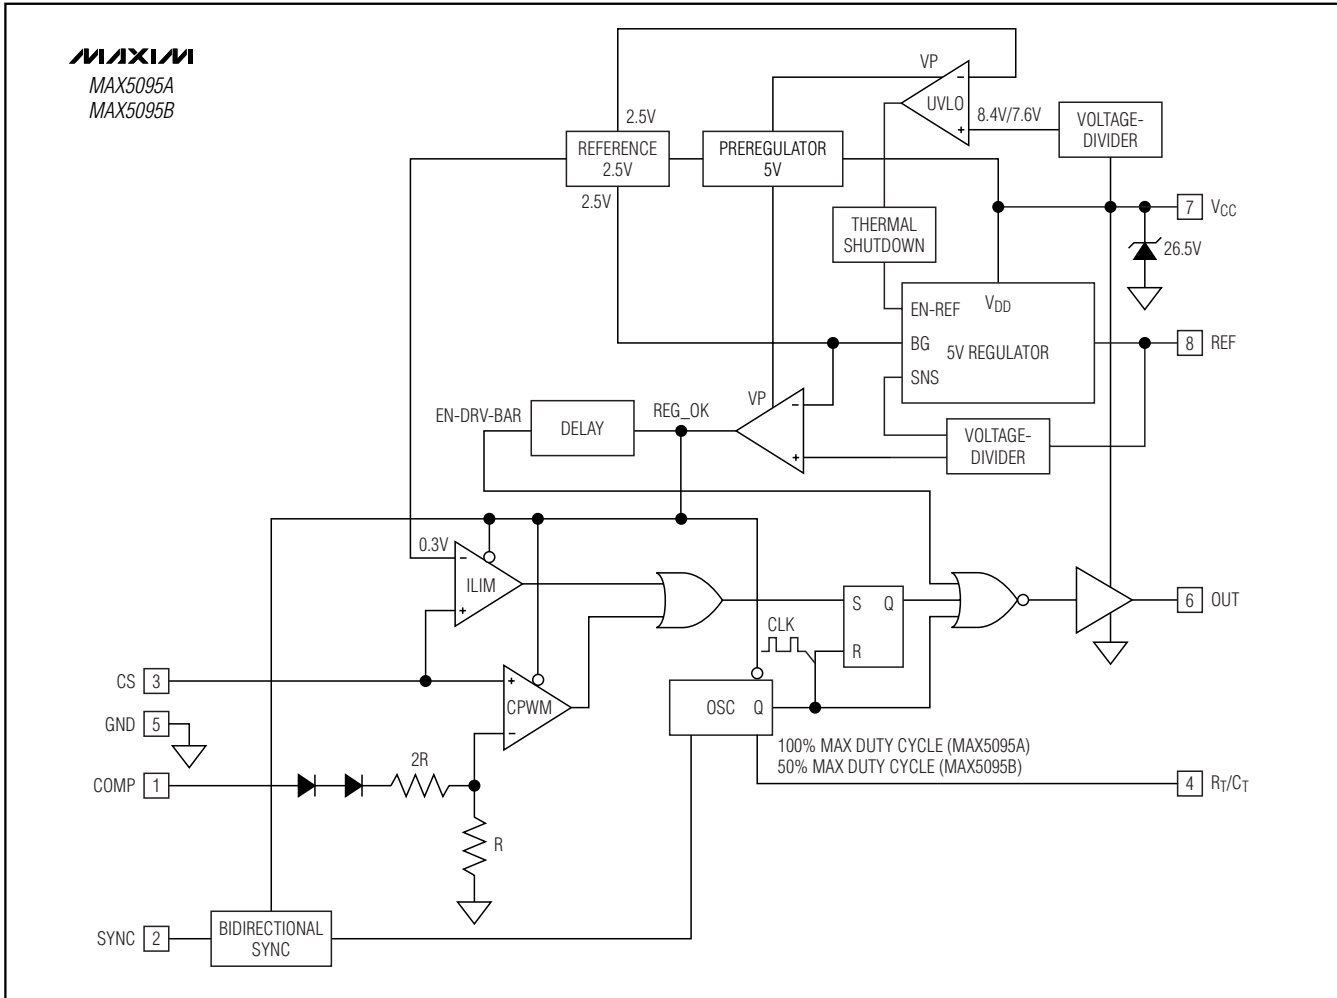 MAXIM
MAX5095A
MAX5095B
VP
-
UVLO
+
8.4V/7.6V
VOLTAGE-
DIVIDER
2.5V
REFERENCE
2.5V
PREREGULATOR
5V
2.5V
7
VCC
THERMAL
SHUTDOWN
26.5V
EN-REF
VDD
BG
5V REGULATOR
SNS
8
REF
VP
-
+
EN-DRV-BAR
DELAY
REG_OK
VOLTAGE-
DIVIDER
0.3V
-
ILIM
+
S
Q
R
CLK
6
OUT
CS
3
+
CPWM
-
OSC
Q
GND
5
100% MAX DUTY CYCLE (MAX5095A)
50% MAX DUTY CYCLE (MAX5095B)
COMP
1
2R
4
RT/CT
R
SYNC
2
BIDIRECTIONAL
SYNC